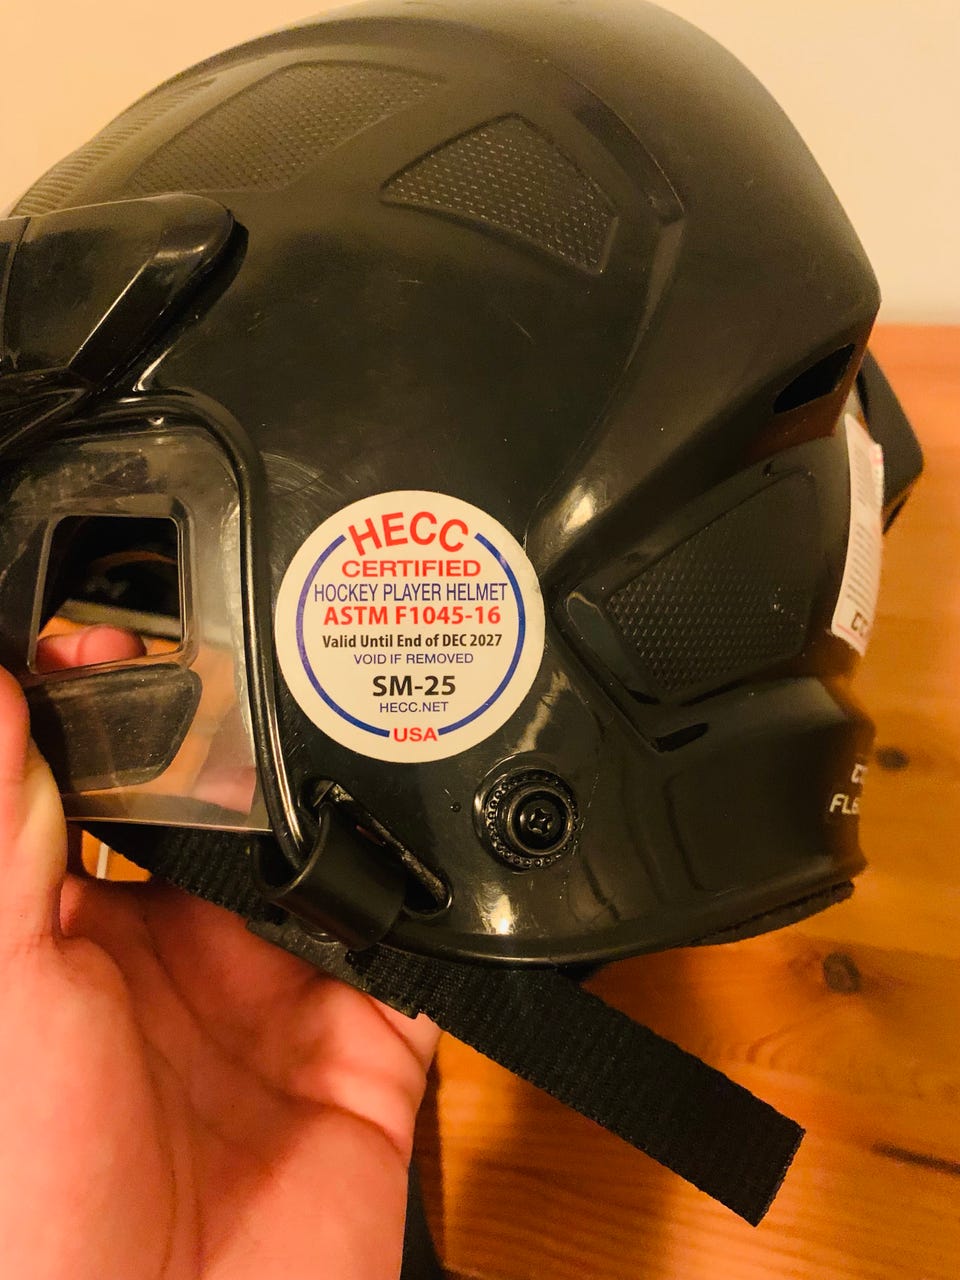 HECC
CERTIFIED
HOCKEY PLAYER HELMET
ASTM F1045-16
Valid Until End of DEC 2027
VOID IF REMOVED
SM-25
HECC.NET
USA